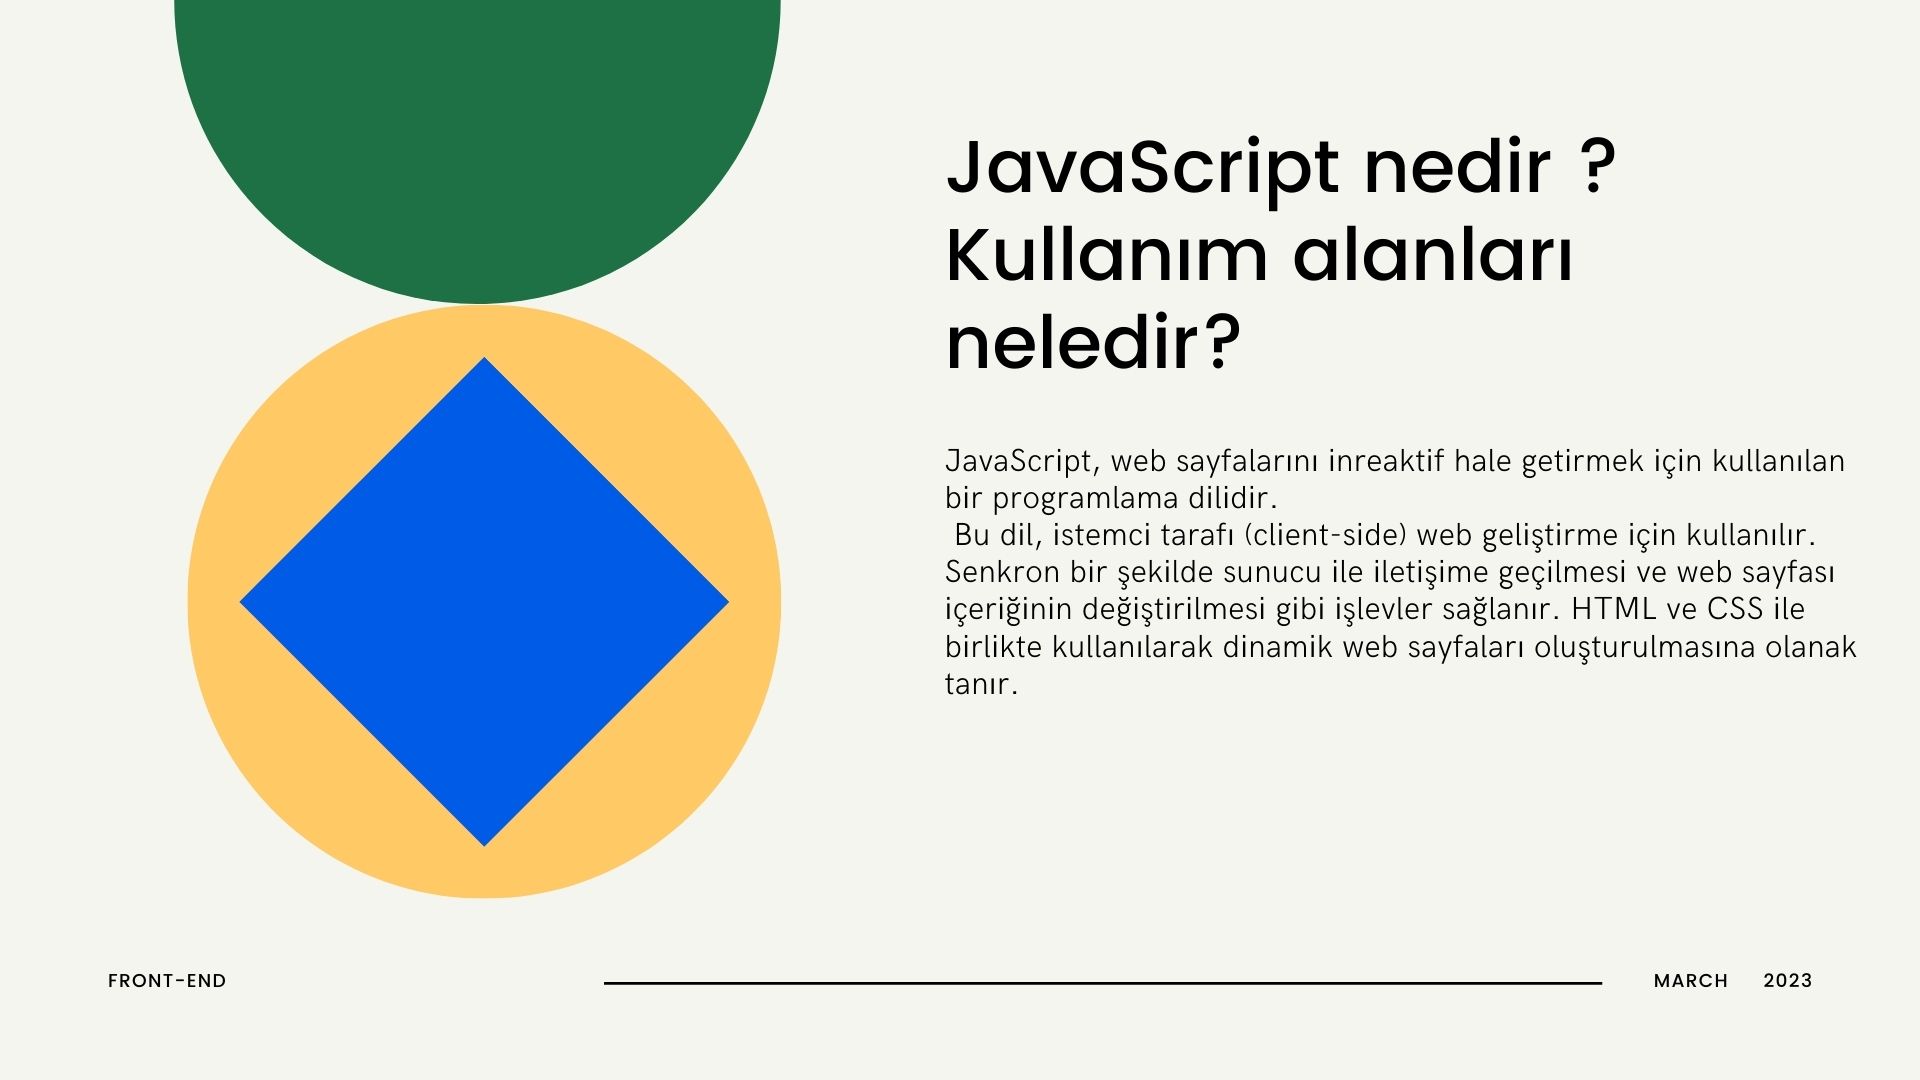 JavaScript nedir ?
Kullanım alanları
neledir?
JavaScript, web sayfalarını inreaktif hale getirmek için kullanılan
bir programlama dilidir.
Bu dil, istemci tarafı (client-side) web geliştirme için kullanılır.
Senkron bir şekilde sunucu ile iletişime geçilmesi ve web sayfası
içeriğinin değiştirilmesi gibi işlevler sağlanır. HTML ve CSS ile
birlikte kullanılarak dinamik web sayfaları oluşturulmasına olanak
tanır.
FRONT-END
MARCH 2023